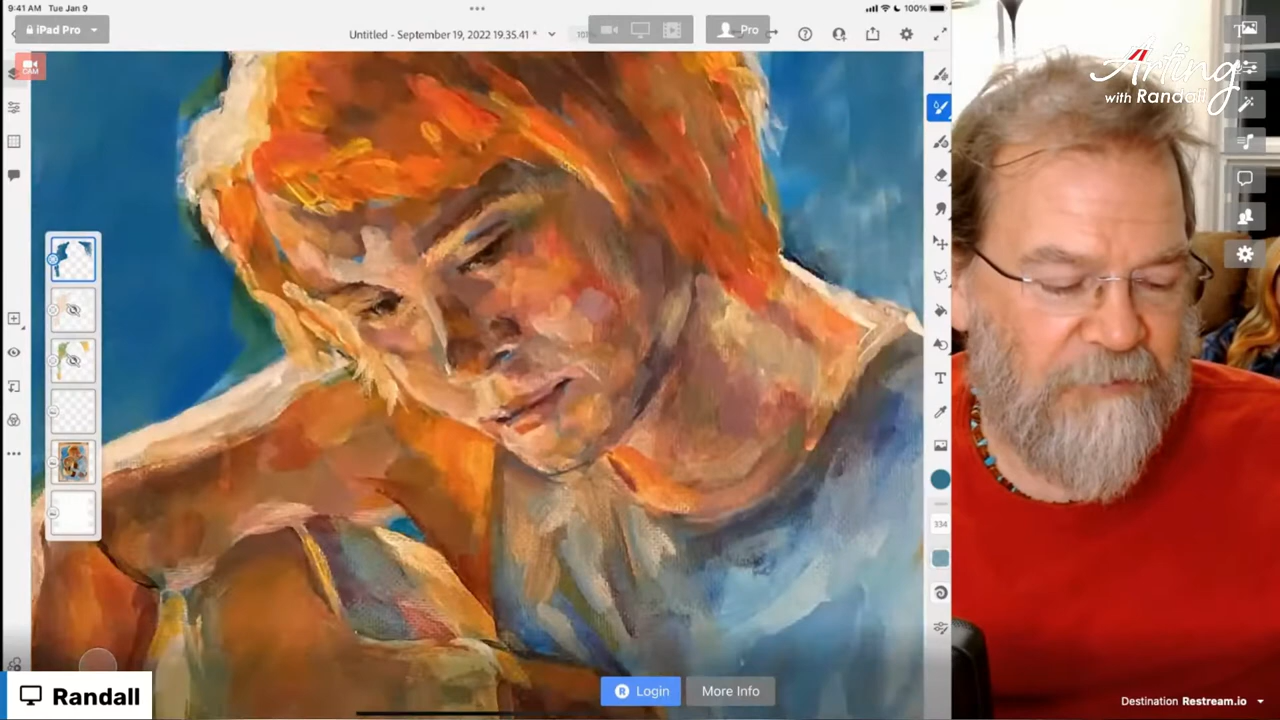 9:41 AM Tue Jan 9
100%
iPad Pro
Untitled - September 19, 2022 19.35.41 *
Pro
CAM
Arting
with Randall
T
334
Randall
R Login
More Info
Destination Restream.io